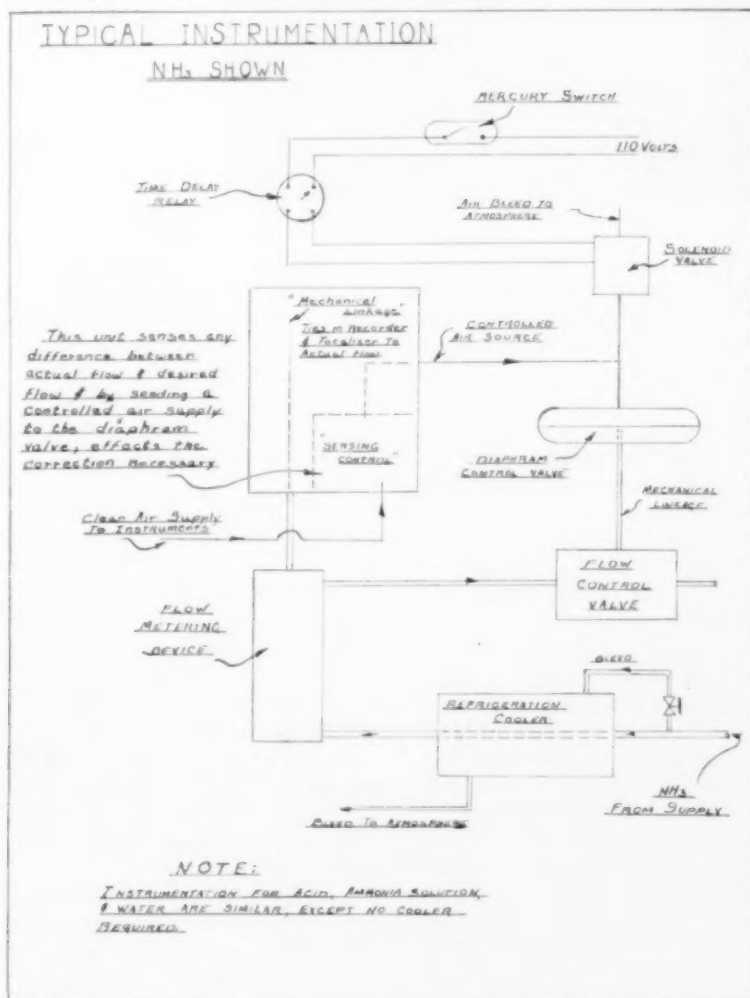 TYPICAL INSTRUMENTATION
NH3 SHOWN
MERCURY SWITCH
110 VOLTS
TIME DELAY
RELAY
AIR BLEED TO
ATMOSPHERE
SOLENOID
VALVE
"Mechanical
Linkage"
Ties in Recorder
& Totaliser To
Actual Flow
CONTROLLED
AIR SOURCE
This unit senses any
difference between
actual flow & desired
flow & by sending a
controlled air supply
to the diaphram
valve, effects the
correction necessary
"SENSING
CONTROL"
DIAPHRAM
CONTROL VALVE
MECHANICAL
LINKAGE
Clean Air Supply
To Instruments
FLOW
CONTROL
VALVE
FLOW
METERING
DEVICE
BLEED
REFRIGERATION
COOLER
NH3
FROM SUPPLY
BLEED TO ATMOSPHERE
NOTE:
INSTRUMENTATION FOR ACID, AMMONIA SOLUTION,
& WATER ARE SIMILAR, EXCEPT NO COOLER
REQUIRED.